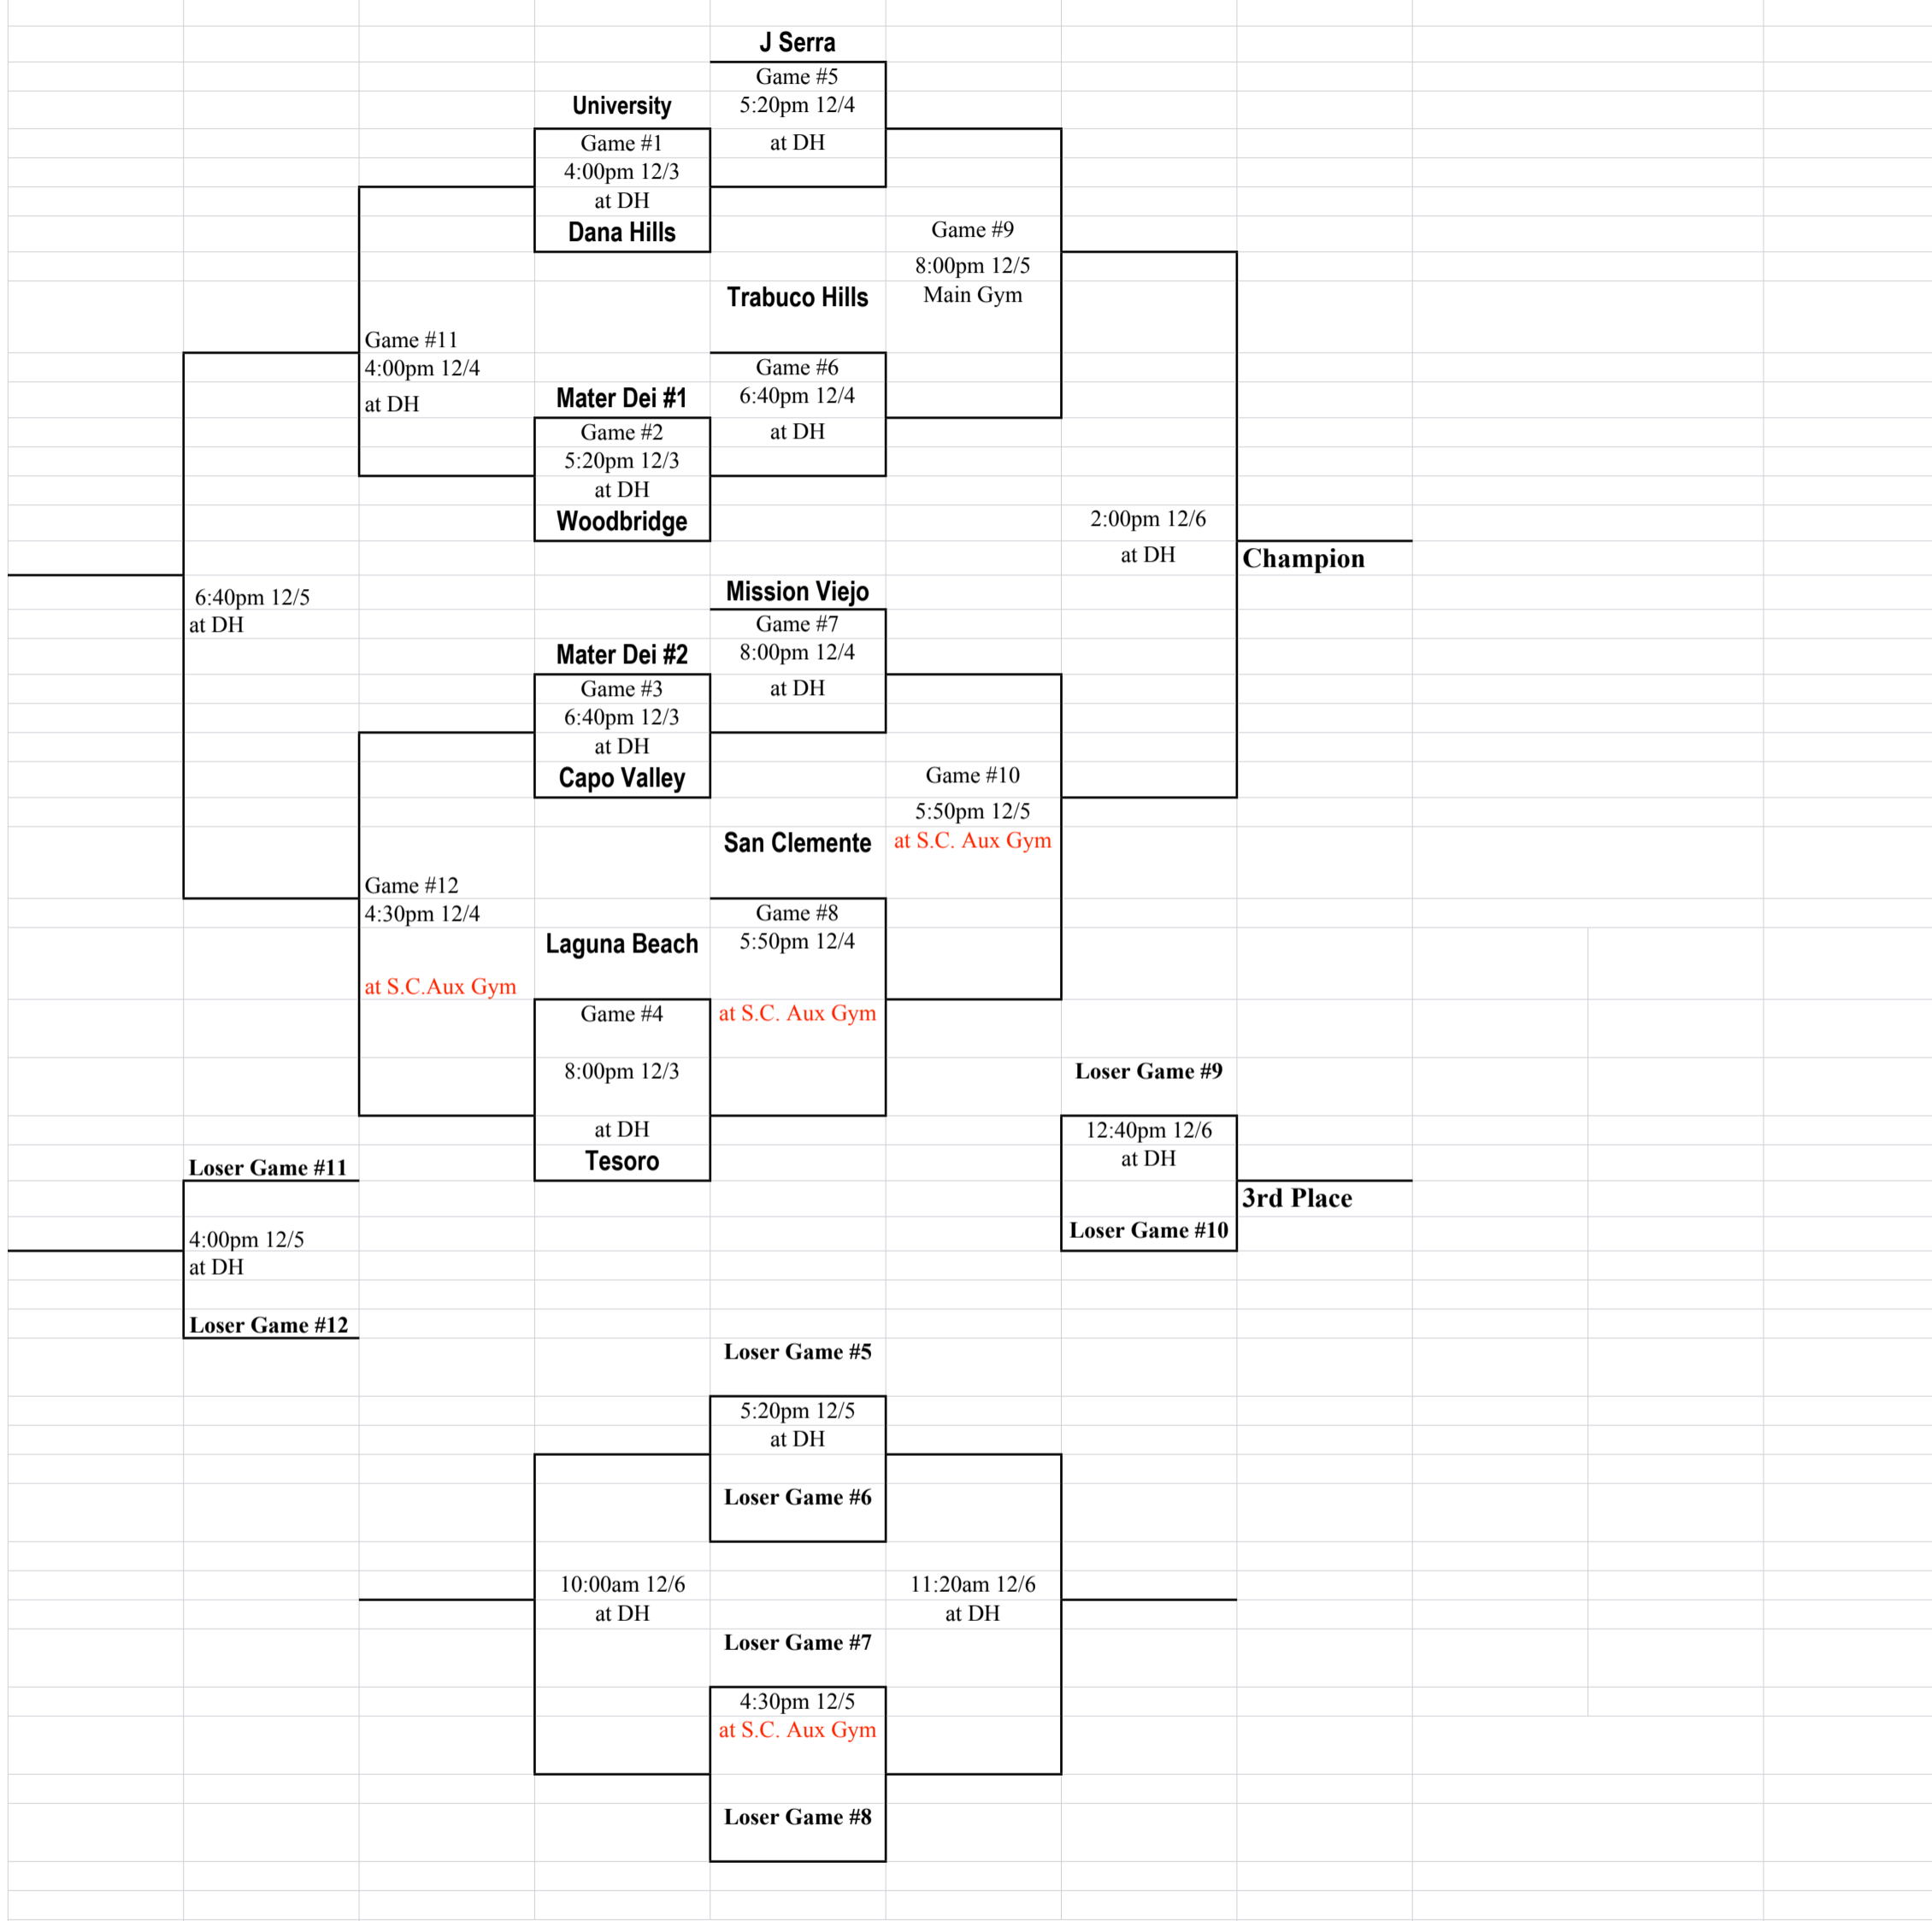 J Serra
Game #5
University
5:20pm 12/4
Game #1
at DH
4:00pm 12/3
at DH
Dana Hills
Game #9
8:00pm 12/5
Trabuco Hills
Main Gym
Game #11
4:00pm 12/4
Game #6
Mater Dei #1
6:40pm 12/4
at DH
Game #2
at DH
5:20pm 12/3
at DH
Woodbridge
2:00pm 12/6
at DH
Champion
Mission Viejo
6:40pm 12/5
at DH
Game #7
Mater Dei #2
8:00pm 12/4
Game #3
at DH
6:40pm 12/3
at DH
Capo Valley
Game #10
5:50pm 12/5
San Clemente
at S.C. Aux Gym
Game #12
4:30pm 12/4
Game #8
Laguna Beach
5:50pm 12/4
at S.C.Aux Gym
Game #4
at S.C. Aux Gym
8:00pm 12/3
Loser Game #9
at DH
12:40pm 12/6
Tesoro
at DH
Loser Game #11
3rd Place
4:00pm 12/5
Loser Game #10
at DH
Loser Game #12
Loser Game #5
5:20pm 12/5
at DH
Loser Game #6
10:00am 12/6
11:20am 12/6
at DH
at DH
Loser Game #7
4:30pm 12/5
at S.C. Aux Gym
Loser Game #8